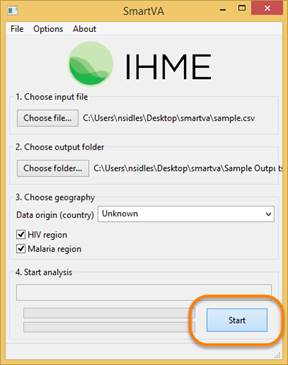 SmartVA
File Options About
IHME
1. Choose input file
Choose file... C:\Users\nsidles\Desktop\smartva\sample.csv
2. Choose output folder
Choose folder... C:\Users\nsidles\Desktop\smartva\Sample Outputs
3. Choose geography
Data origin (country) Unknown
HIV region
Malaria region
4. Start analysis
Start